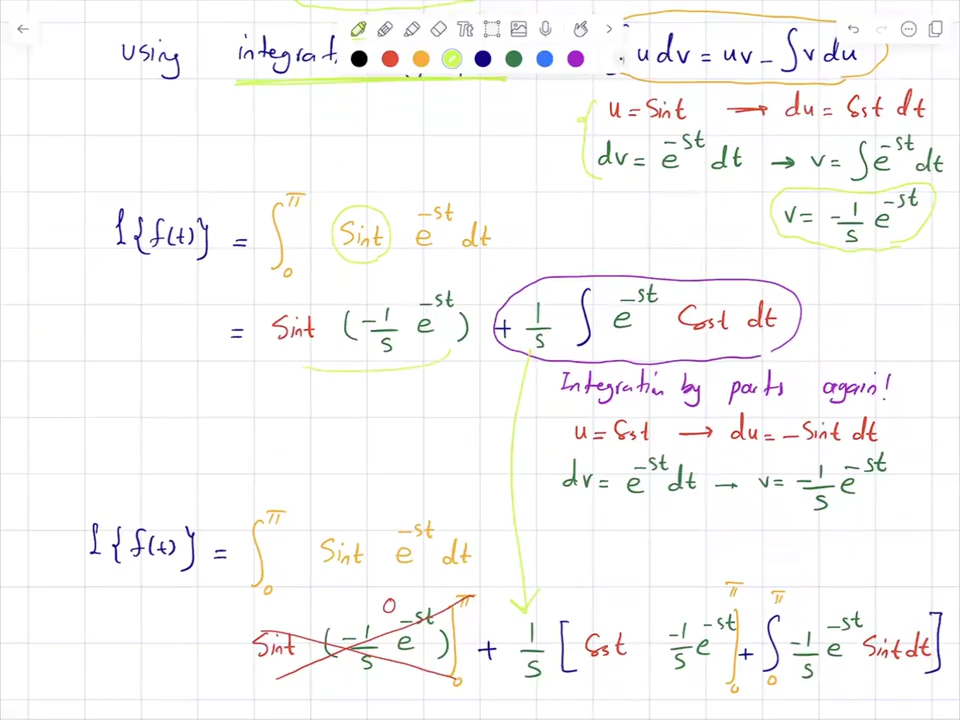 using integrat. u dv = uv - ∫ v du
u = Sint → du = Cost dt
dv = e^{-st} dt → v = ∫ e^{-st} dt
v = -1/s e^{-st}
L{f(t)} = ∫_0^π Sint e^{-st} dt
= Sint (-1/s e^{-st}) + 1/s ∫ e^{-st} Cost dt
Integration by parts again!
u = Cost → du = -Sint dt
dv = e^{-st} dt → v = -1/s e^{-st}
L{f(t)} = ∫_0^π Sint e^{-st} dt
0
Sint (-1/s e^{-st})]_0^π + 1/s [Cost -1/s e^{-st}]_0^π + ∫_0^π -1/s e^{-st} Sint dt]